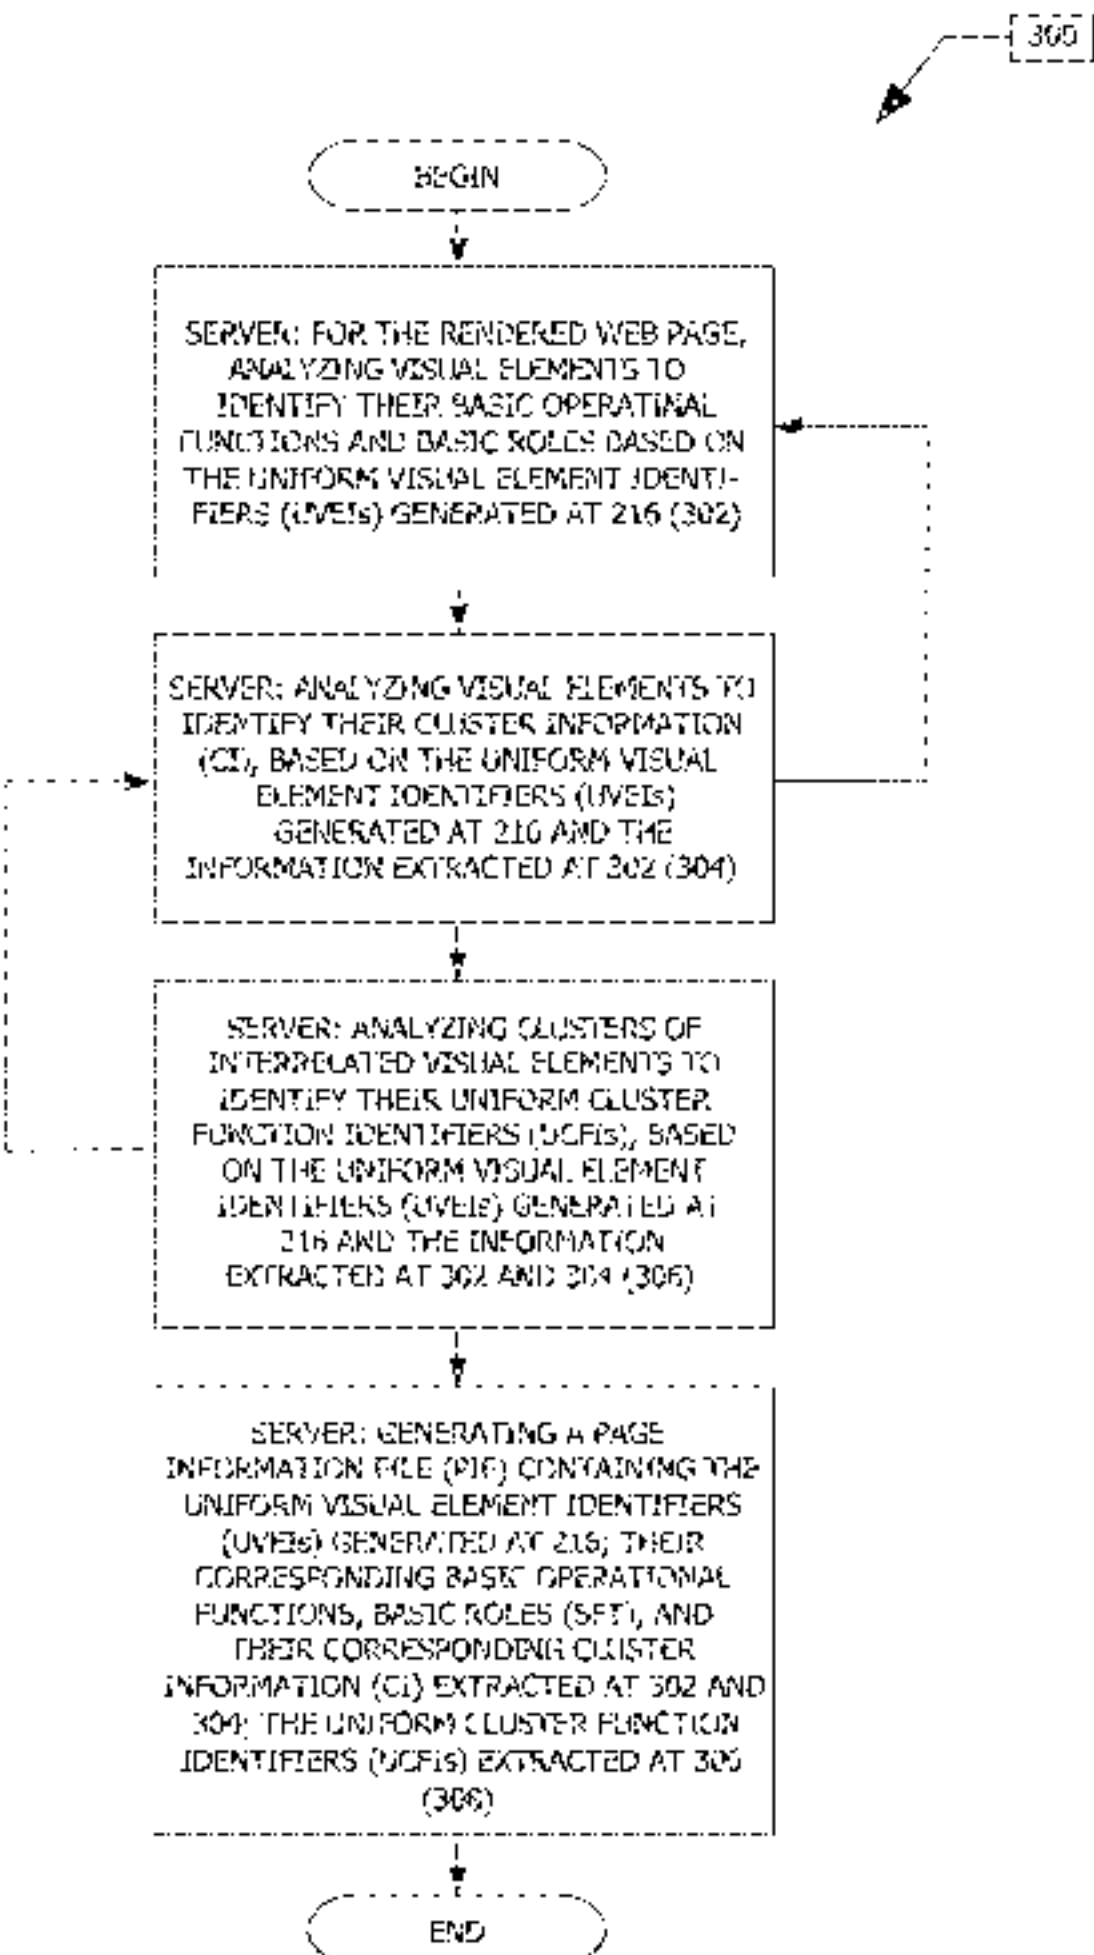 300
BEGIN
SERVER: FOR THE RENDERED WEB PAGE,
ANALYZING VISUAL ELEMENTS TO
IDENTIFY THEIR BASIC OPERATINAL
FUNCTIONS AND BASIC ROLES BASED ON
THE UNIFORM VISUAL ELEMENT IDENTI-
FIERS (UVEIs) GENERATED AT 216 (302)
SERVER: ANALYZING VISUAL ELEMENTS TO
IDENTIFY THEIR CLUSTER INFORMATION
(CI), BASED ON THE UNIFORM VISUAL
ELEMENT IDENTIFIERS (UVEIs)
GENERATED AT 216 AND THE
INFORMATION EXTRACTED AT 302 (304)
SERVER: ANALYZING CLUSTERS OF
INTERRELATED VISUAL ELEMENTS TO
IDENTIFY THEIR UNIFORM CLUSTER
FUNCTION IDENTIFIERS (UCFIs), BASED
ON THE UNIFORM VISUAL ELEMENT
IDENTIFIERS (UVEIs) GENERATED AT
216 AND THE INFORMATION
EXTRACTED AT 302 AND 304 (306)
SERVER: GENERATING A PAGE
INFORMATION FILE (PIF) CONTAINING THE
UNIFORM VISUAL ELEMENT IDENTIFIERS
(UVEIs) GENERATED AT 216; THEIR
CORRESPONDING BASIC OPERATIONAL
FUNCTIONS, BASIC ROLES (SFT), AND
THEIR CORRESPONDING CLUSTER
INFORMATION (CI) EXTRACTED AT 302 AND
304; THE UNIFORM CLUSTER FUNCTION
IDENTIFIERS (UCFIs) EXTRACTED AT 306
(308)
END